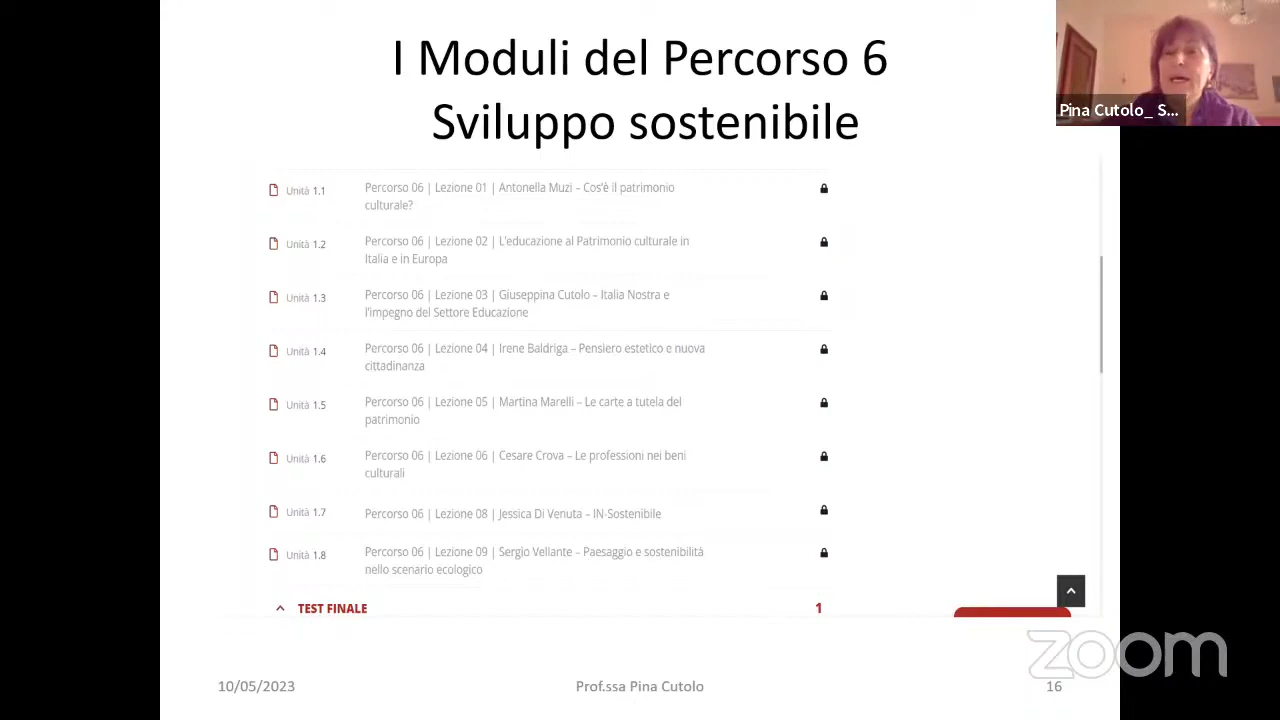 I Moduli del Percorso 6
Sviluppo sostenibile
Pina Cutolo_ S...
Unità 1.1
Percorso 06 | Lezione 01 | Antonella Muzi – Cos'è il patrimonio
culturale?
Unità 1.2
Percorso 06 | Lezione 02 | L'educazione al Patrimonio culturale in
Italia e in Europa
Unità 1.3
Percorso 06 | Lezione 03 | Giuseppina Cutolo – Italia Nostra e
l'impegno del Settore Educazione
Unità 1.4
Percorso 06 | Lezione 04 | Irene Baldriga – Pensiero estetico e nuova
cittadinanza
Unità 1.5
Percorso 06 | Lezione 05 | Martina Marelli – Le carte a tutela del
patrimonio
Unità 1.6
Percorso 06 | Lezione 06 | Cesare Crova – Le professioni nei beni
culturali
Unità 1.7
Percorso 06 | Lezione 08 | Jessica Di Venuta – IN-Sostenibile
Unità 1.8
Percorso 06 | Lezione 09 | Sergio Vellante – Paesaggio e sostenibilità
nello scenario ecologico
TEST FINALE 1
zoom
10/05/2023 Prof.ssa Pina Cutolo 16